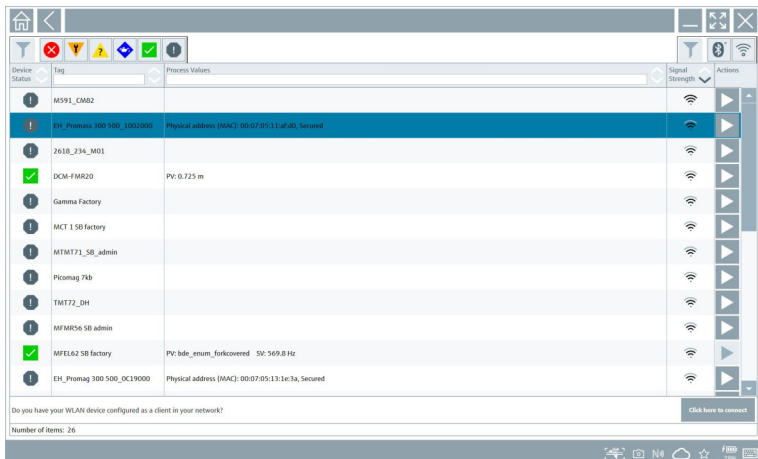 Device Status Tag Process Values Signal Strength Actions
M591_CM82
EH_Promass 300 500_1002000 Physical address (MAC): 00:07:05:11:af:d0, Secured
2618_234_M01
DCM-FMR20 PV: 0.725 m
Gamma Factory
MCT 1 SB factory
MTMT71_SB_admin
Picomag 7kb
TMT72_DH
MFMR56 SB admin
MFEL62 SB factory PV: bde_enum_forkcovered SV: 569.8 Hz
EH_Promag 300 500_0C19000 Physical address (MAC): 00:07:05:13:1e:3a, Secured
Do you have your WLAN device configured as a client in your network? Click here to connect
Number of items: 26